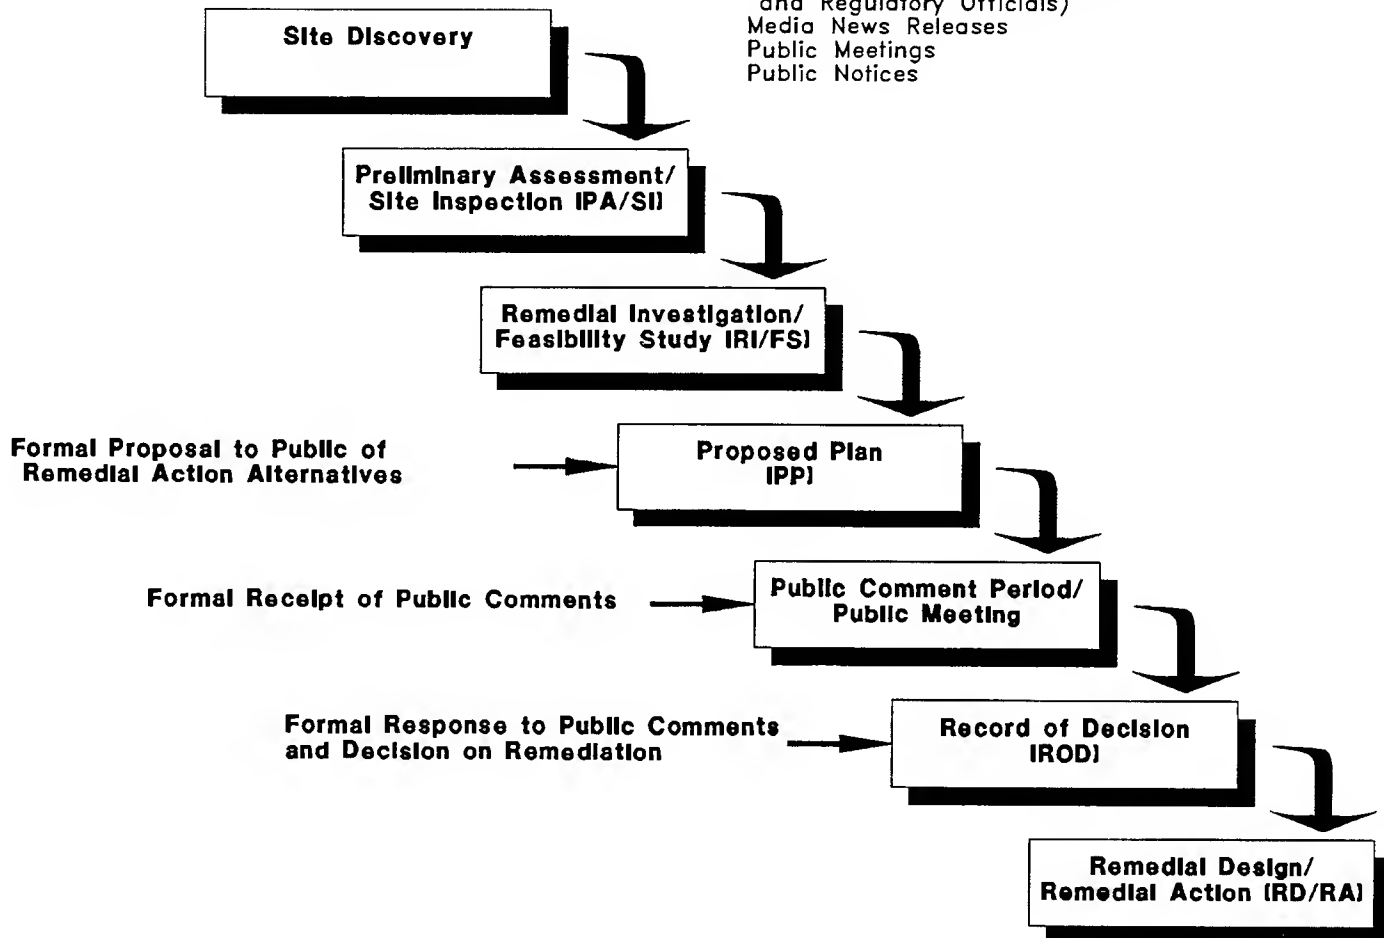 and Regulatory Officials)
Media News Releases
Public Meetings
Public Notices
Site Discovery
Preliminary Assessment/
Site Inspection [PA/SI]
Remedial Investigation/
Feasibility Study [RI/FS]
Formal Proposal to Public of
Remedial Action Alternatives
Proposed Plan
[PP]
Formal Receipt of Public Comments
Public Comment Period/
Public Meeting
Formal Response to Public Comments
and Decision on Remediation
Record of Decision
[ROD]
Remedial Design/
Remedial Action [RD/RA]